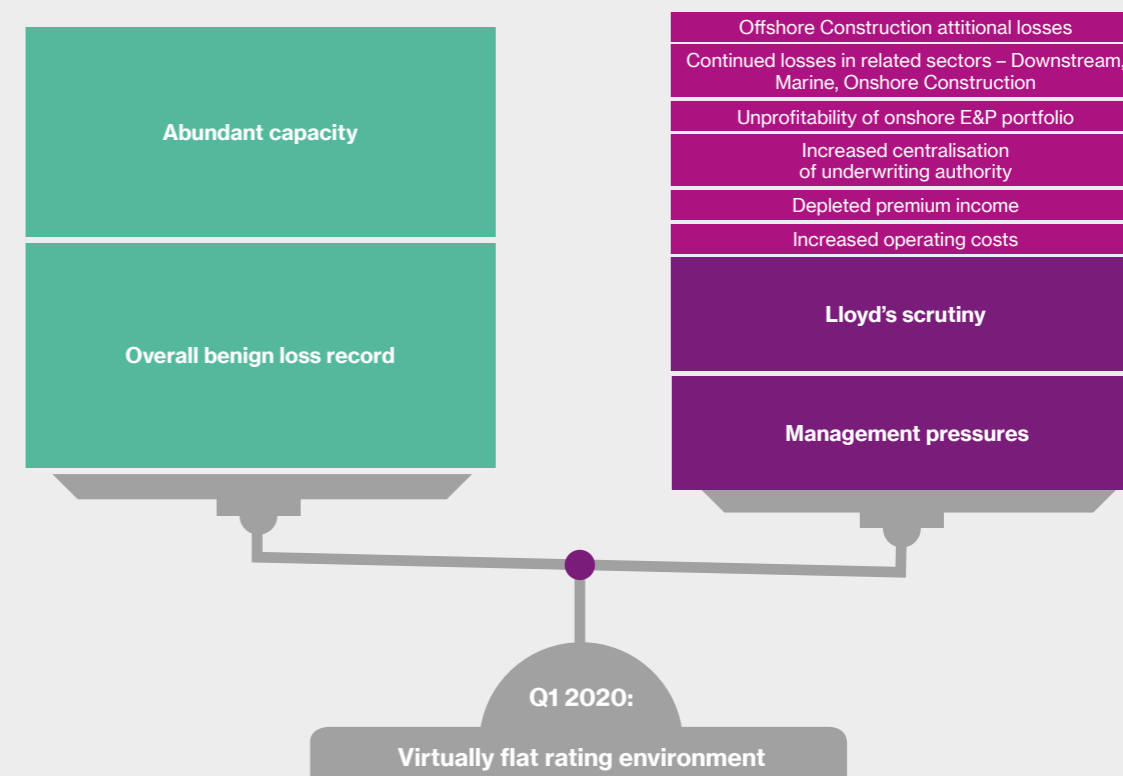 Abundant capacity
Overall benign loss record
Offshore Construction attitional losses
Continued losses in related sectors – Downstream,
Marine, Onshore Construction
Unprofitability of onshore E&P portfolio
Increased centralisation
of underwriting authority
Depleted premium income
Increased operating costs
Lloyd’s scrutiny
Management pressures
Q1 2020:
Virtually flat rating environment